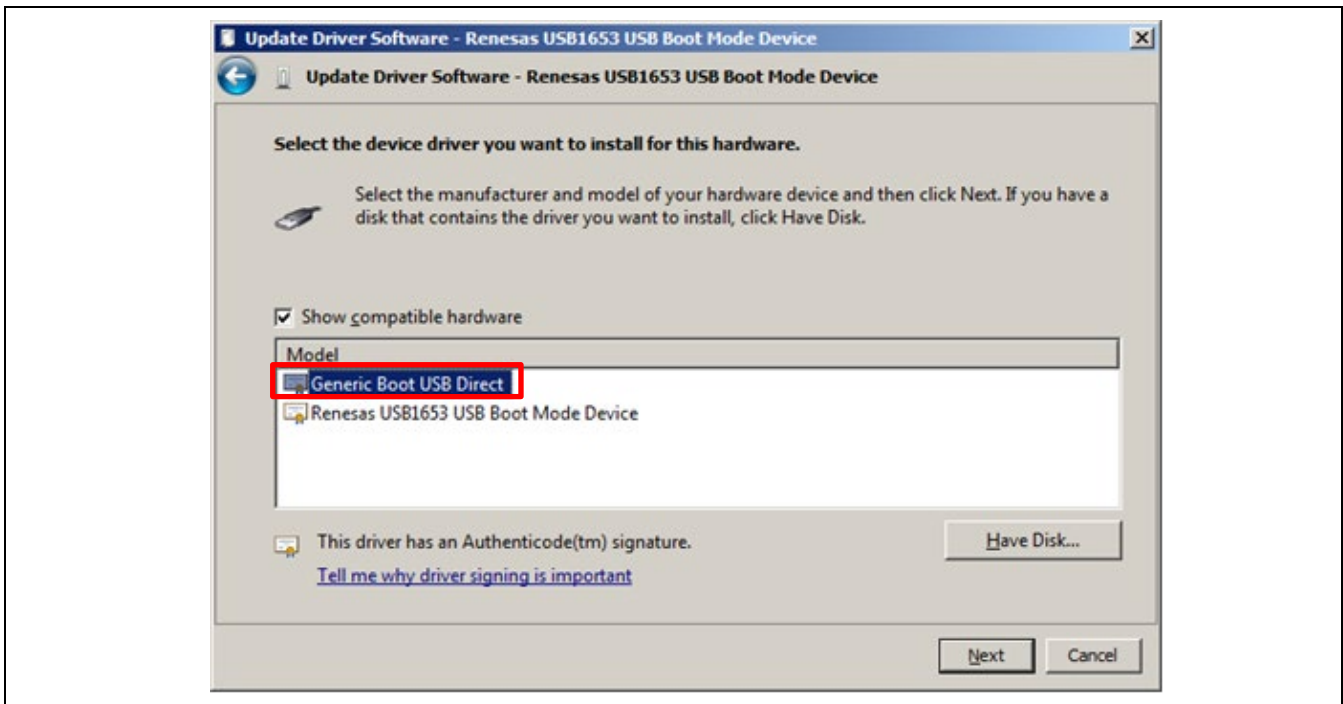 Update Driver Software - Renesas USB1653 USB Boot Mode Device
Update Driver Software - Renesas USB1653 USB Boot Mode Device
Select the device driver you want to install for this hardware.
Select the manufacturer and model of your hardware device and then click Next. If you have a
disk that contains the driver you want to install, click Have Disk.
Show compatible hardware
Model
Generic Boot USB Direct
Renesas USB1653 USB Boot Mode Device
This driver has an Authenticode(tm) signature.
Have Disk...
Tell me why driver signing is important
Next
Cancel